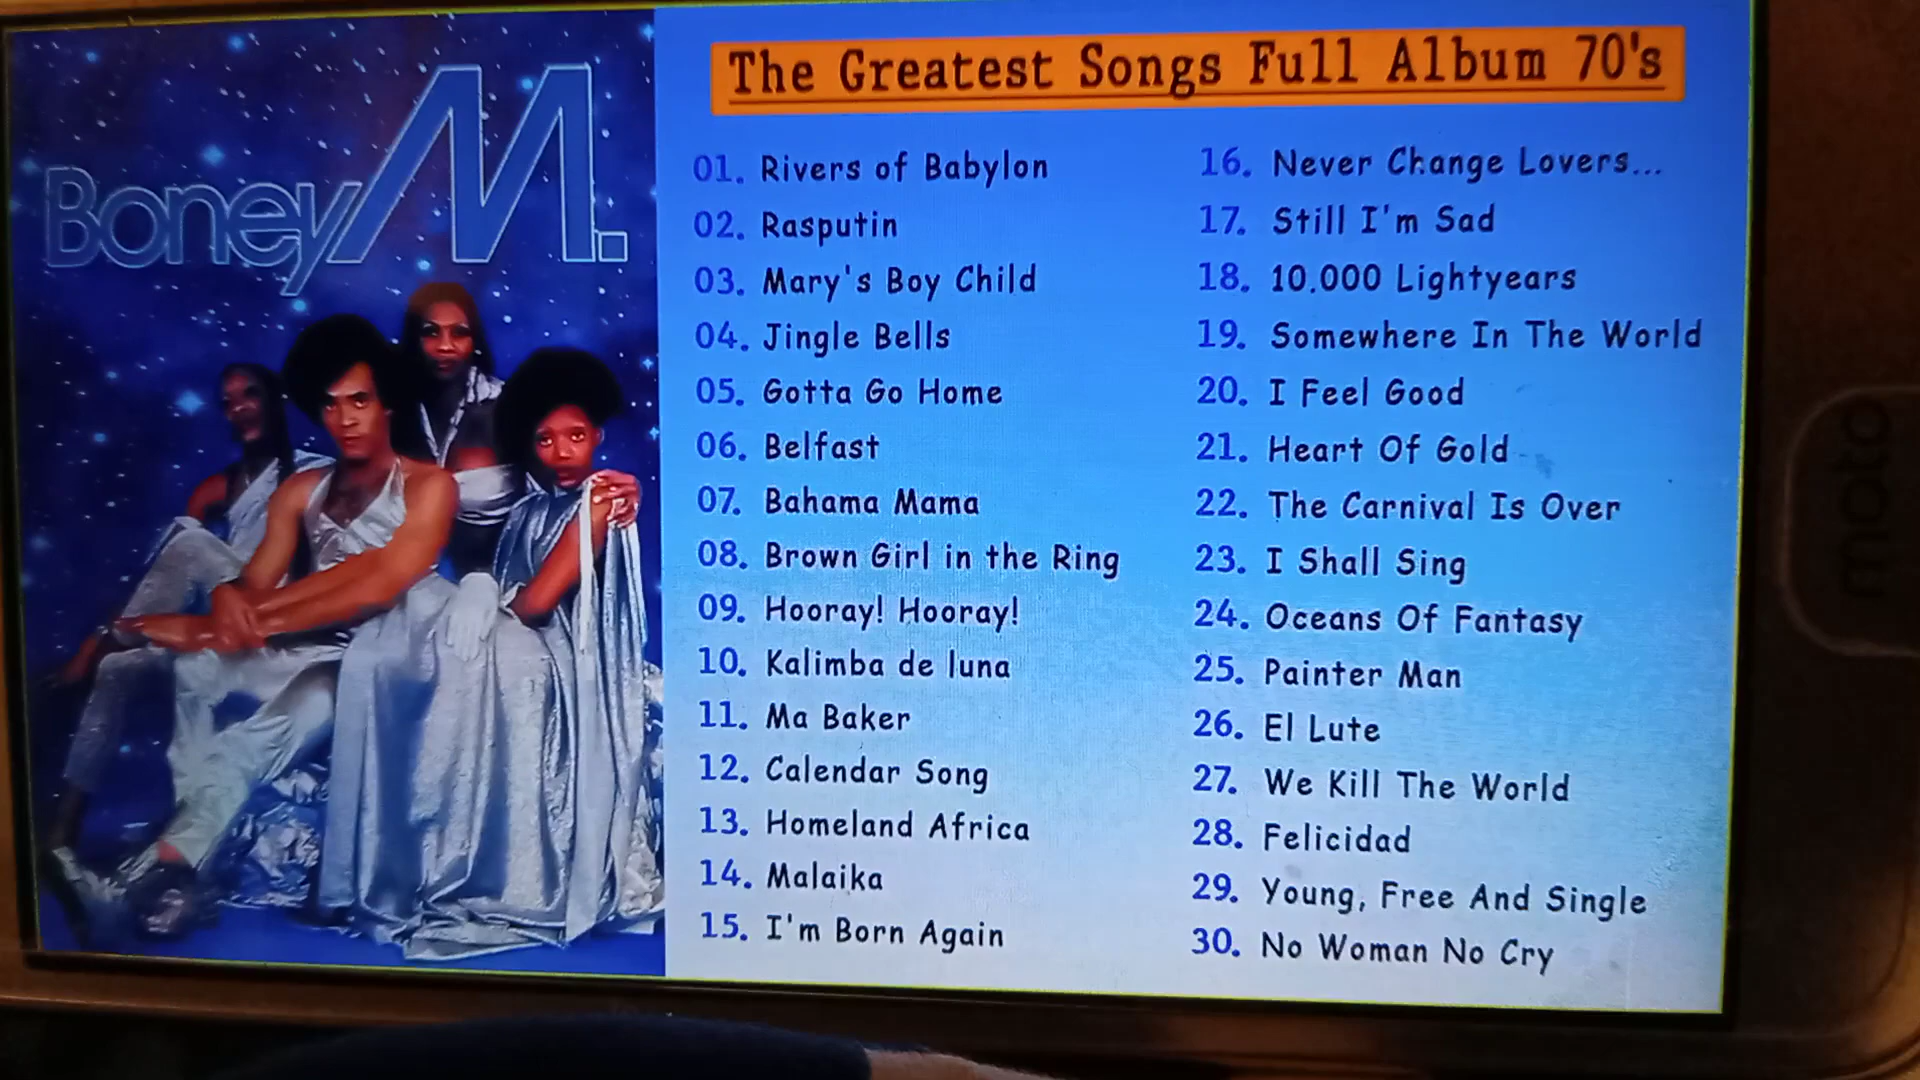 Boney M.
The Greatest Songs Full Album 70's
01. Rivers of Babylon
02. Rasputin
03. Mary's Boy Child
04. Jingle Bells
05. Gotta Go Home
06. Belfast
07. Bahama Mama
08. Brown Girl in the Ring
09. Hooray! Hooray!
10. Kalimba de luna
11. Ma Baker
12. Calendar Song
13. Homeland Africa
14. Malaika
15. I'm Born Again
16. Never Change Lovers...
17. Still I'm Sad
18. 10.000 Lightyears
19. Somewhere In The World
20. I Feel Good
21. Heart Of Gold
22. The Carnival Is Over
23. I Shall Sing
24. Oceans Of Fantasy
25. Painter Man
26. El Lute
27. We Kill The World
28. Felicidad
29. Young, Free And Single
30. No Woman No Cry
moto